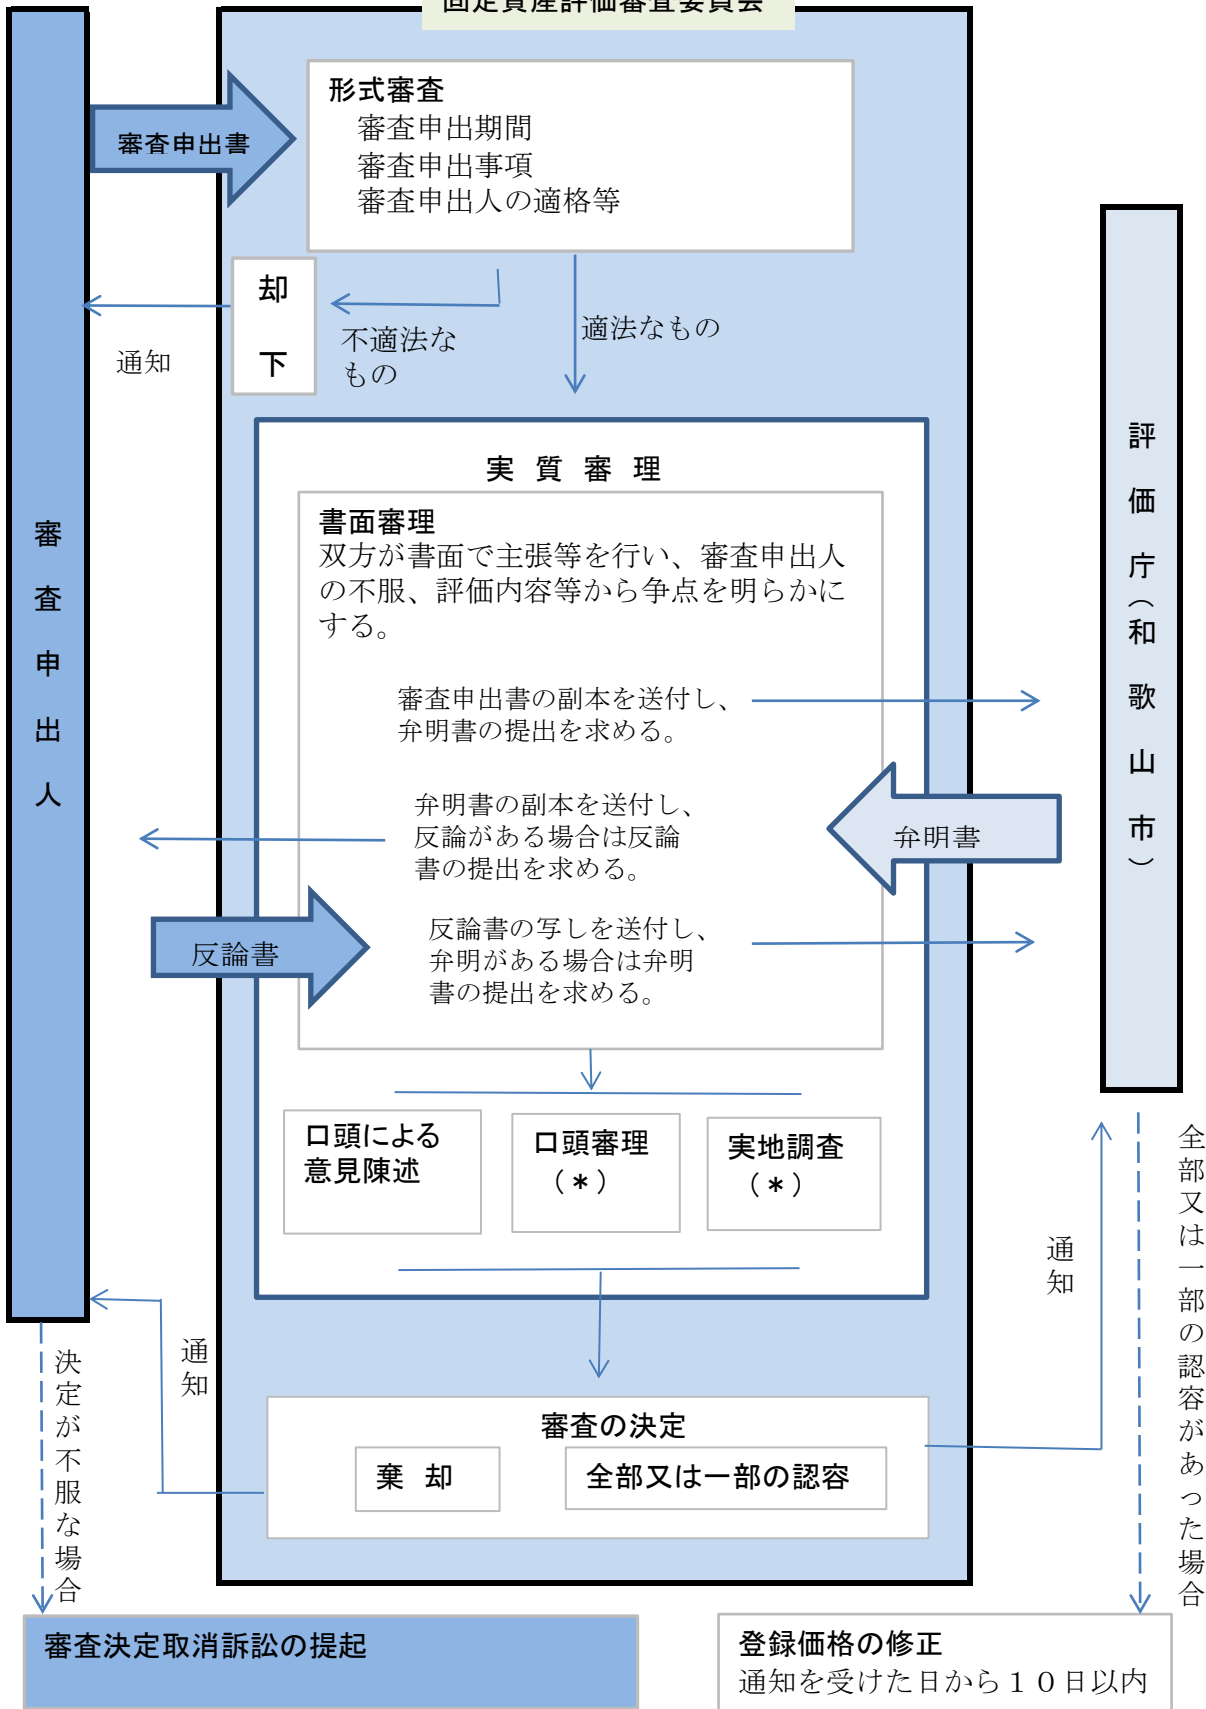 固定資産評価審査委員会
形式審査
審査申出期間
審査申出事項
審査申出人の適格等
審査申出書
却下
通知
不適法な
もの
適法なもの
審査申出人
評価庁（和歌山市）
実質審理
書面審理
双方が書面で主張等を行い、審査申出人
の不服、評価内容等から争点を明らかに
する。
審査申出書の副本を送付し、
弁明書の提出を求める。
弁明書の副本を送付し、
反論がある場合は反論
書の提出を求める。
弁明書
反論書
反論書の写しを送付し、
弁明がある場合は弁明
書の提出を求める。
口頭による
意見陳述
口頭審理
（＊）
実地調査
（＊）
通知
通知
審査の決定
棄却
全部又は一部の認容
決定が不服な場合
全部又は一部の認容があった場合
審査決定取消訴訟の提起
登録価格の修正
通知を受けた日から１０日以内